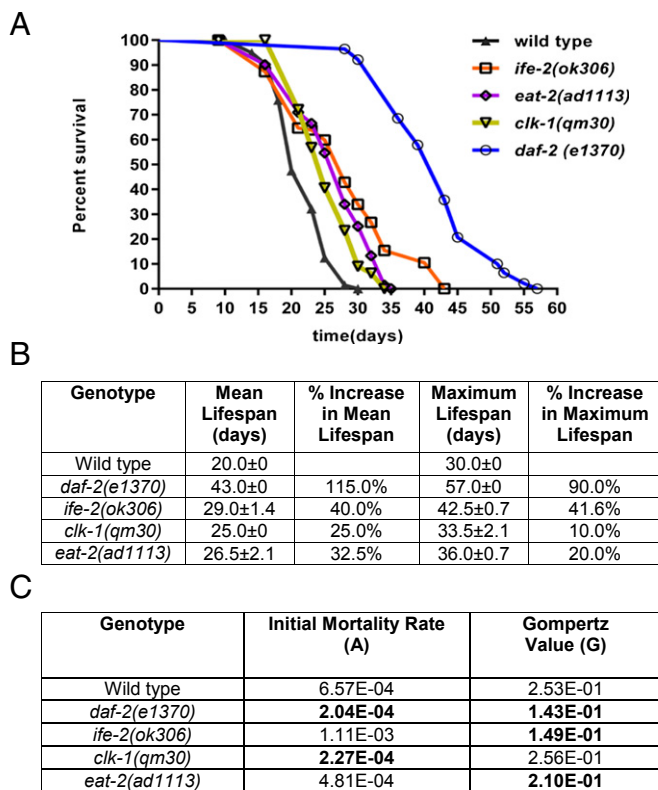 A
100
90
80
70
60
50
40
30
20
10
0
Percent survival
0 5 10 15 20 25 30 35 40 45 50 55 60
time(days)
wild type
ife-2(ok306)
eat-2(ad1113)
clk-1(qm30)
daf-2 (e1370)
B
Genotype Mean Lifespan (days) % Increase in Mean Lifespan Maximum Lifespan (days) % Increase in Maximum Lifespan
Wild type 20.0±0 30.0±0
daf-2(e1370) 43.0±0 115.0% 57.0±0 90.0%
ife-2(ok306) 29.0±1.4 40.0% 42.5±0.7 41.6%
clk-1(qm30) 25.0±0 25.0% 33.5±2.1 10.0%
eat-2(ad1113) 26.5±2.1 32.5% 36.0±0.7 20.0%
C
Genotype Initial Mortality Rate (A) Gompertz Value (G)
Wild type 6.57E-04 2.53E-01
daf-2(e1370) 2.04E-04 1.43E-01
ife-2(ok306) 1.11E-03 1.49E-01
clk-1(qm30) 2.27E-04 2.56E-01
eat-2(ad1113) 4.81E-04 2.10E-01